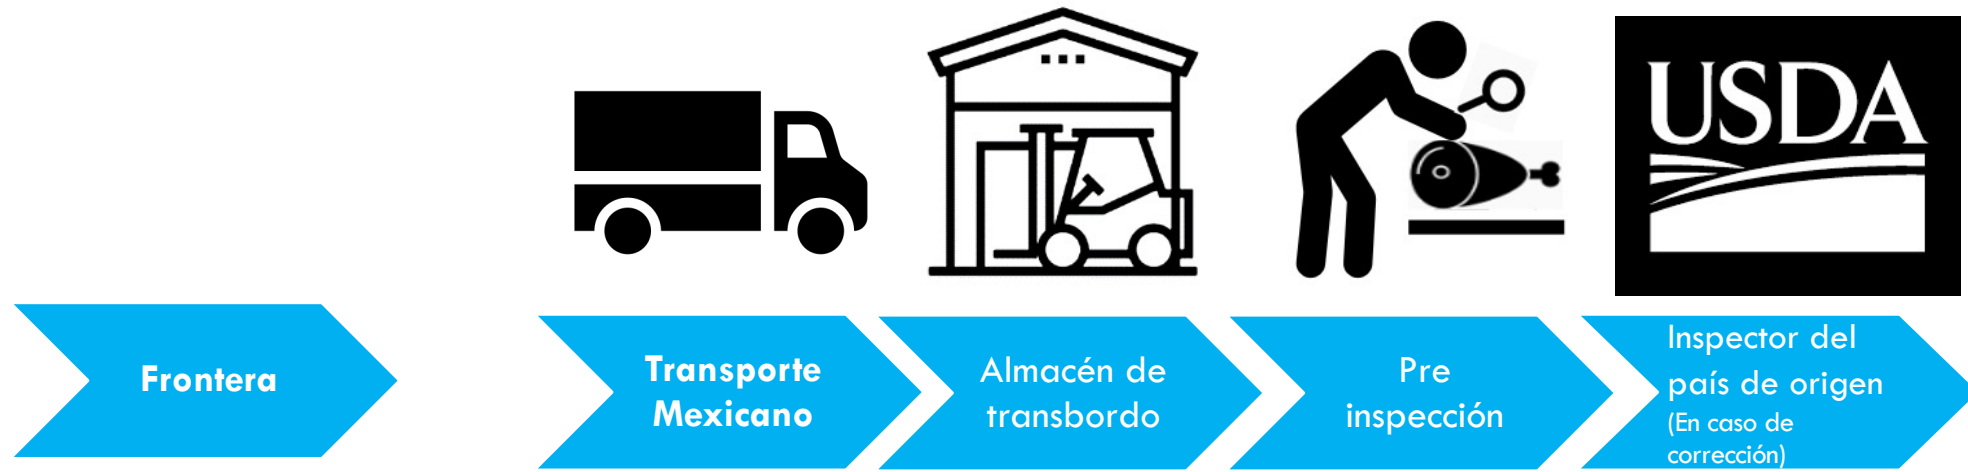 USDA
Frontera
Transporte
Mexicano
Almacén de
transbordo
Pre
inspección
Inspector del
país de origen
(En caso de
corrección)